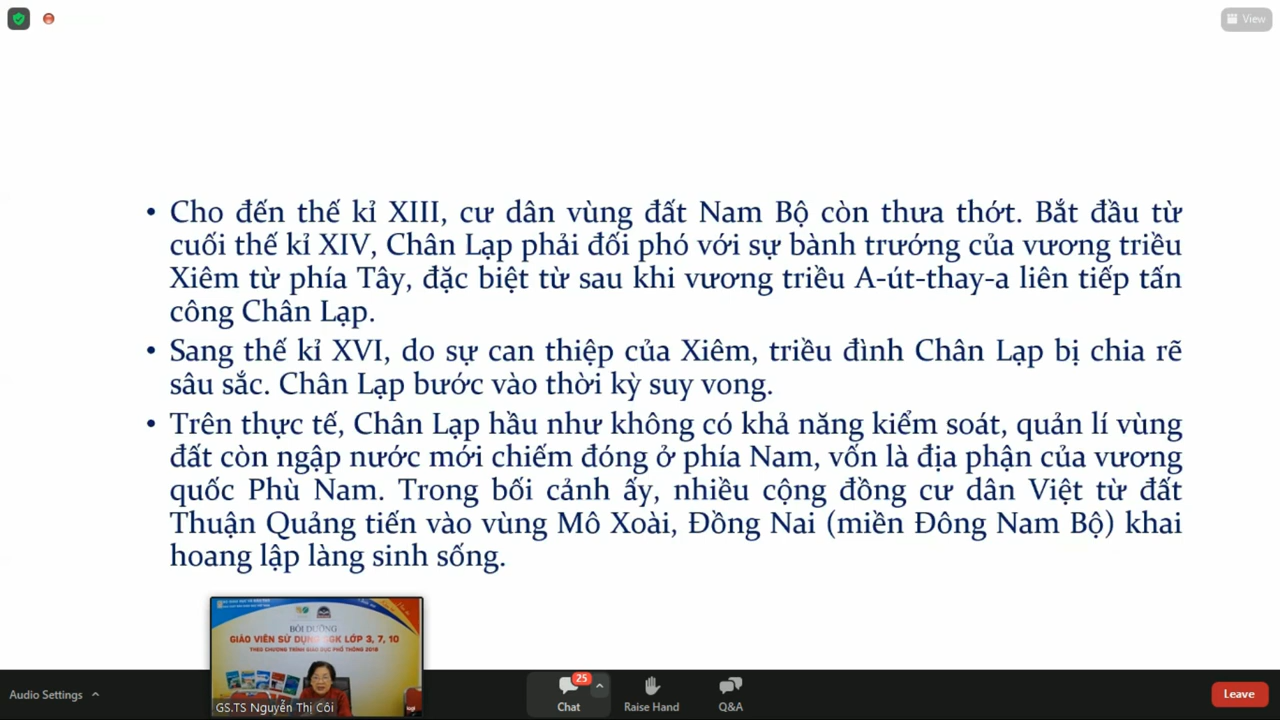 View
• Cho đến thế kỉ XIII, cư dân vùng đất Nam Bộ còn thưa thớt. Bắt đầu từ
cuối thế kỉ XIV, Chân Lạp phải đối phó với sự bành trướng của vương triều
Xiêm từ phía Tây, đặc biệt từ sau khi vương triều A-út-thay-a liên tiếp tấn
công Chân Lạp.
• Sang thế kỉ XVI, do sự can thiệp của Xiêm, triều đình Chân Lạp bị chia rẽ
sâu sắc. Chân Lạp bước vào thời kỳ suy vong.
• Trên thực tế, Chân Lạp hầu như không có khả năng kiểm soát, quản lí vùng
đất còn ngập nước mới chiếm đóng ở phía Nam, vốn là địa phận của vương
quốc Phù Nam. Trong bối cảnh ấy, nhiều cộng đồng cư dân Việt từ đất
Thuận Quảng tiến vào vùng Mô Xoài, Đồng Nai (miền Đông Nam Bộ) khai
hoang lập làng sinh sống.
BỒI DƯỠNG
GIÁO VIÊN SỬ DỤNG SGK LỚP 3, 7, 10
THEO CHƯƠNG TRÌNH GIÁO DỤC PHỔ THÔNG 2018
GS.TS Nguyễn Thị Côi
Audio Settings
25
Chat
Raise Hand
Q&A
Leave